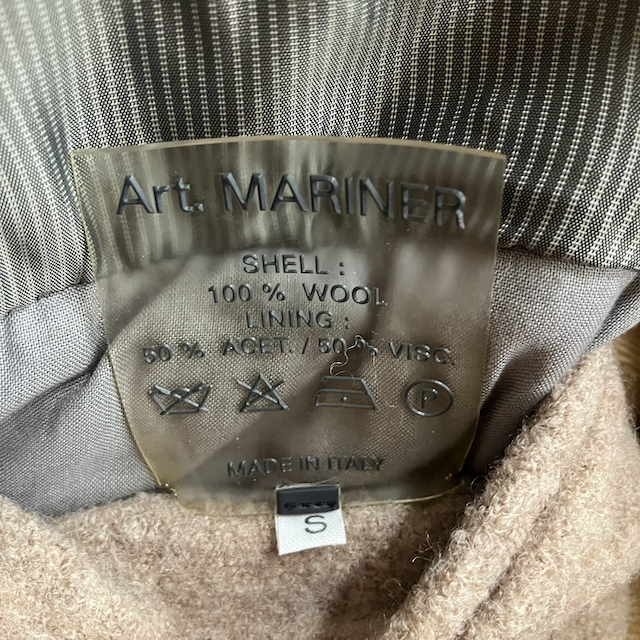 Art. MARINER
SHELL :
100 % WOOL
LINING :
50 % ACET. / 50 % VISC.
P
MADE IN ITALY
S